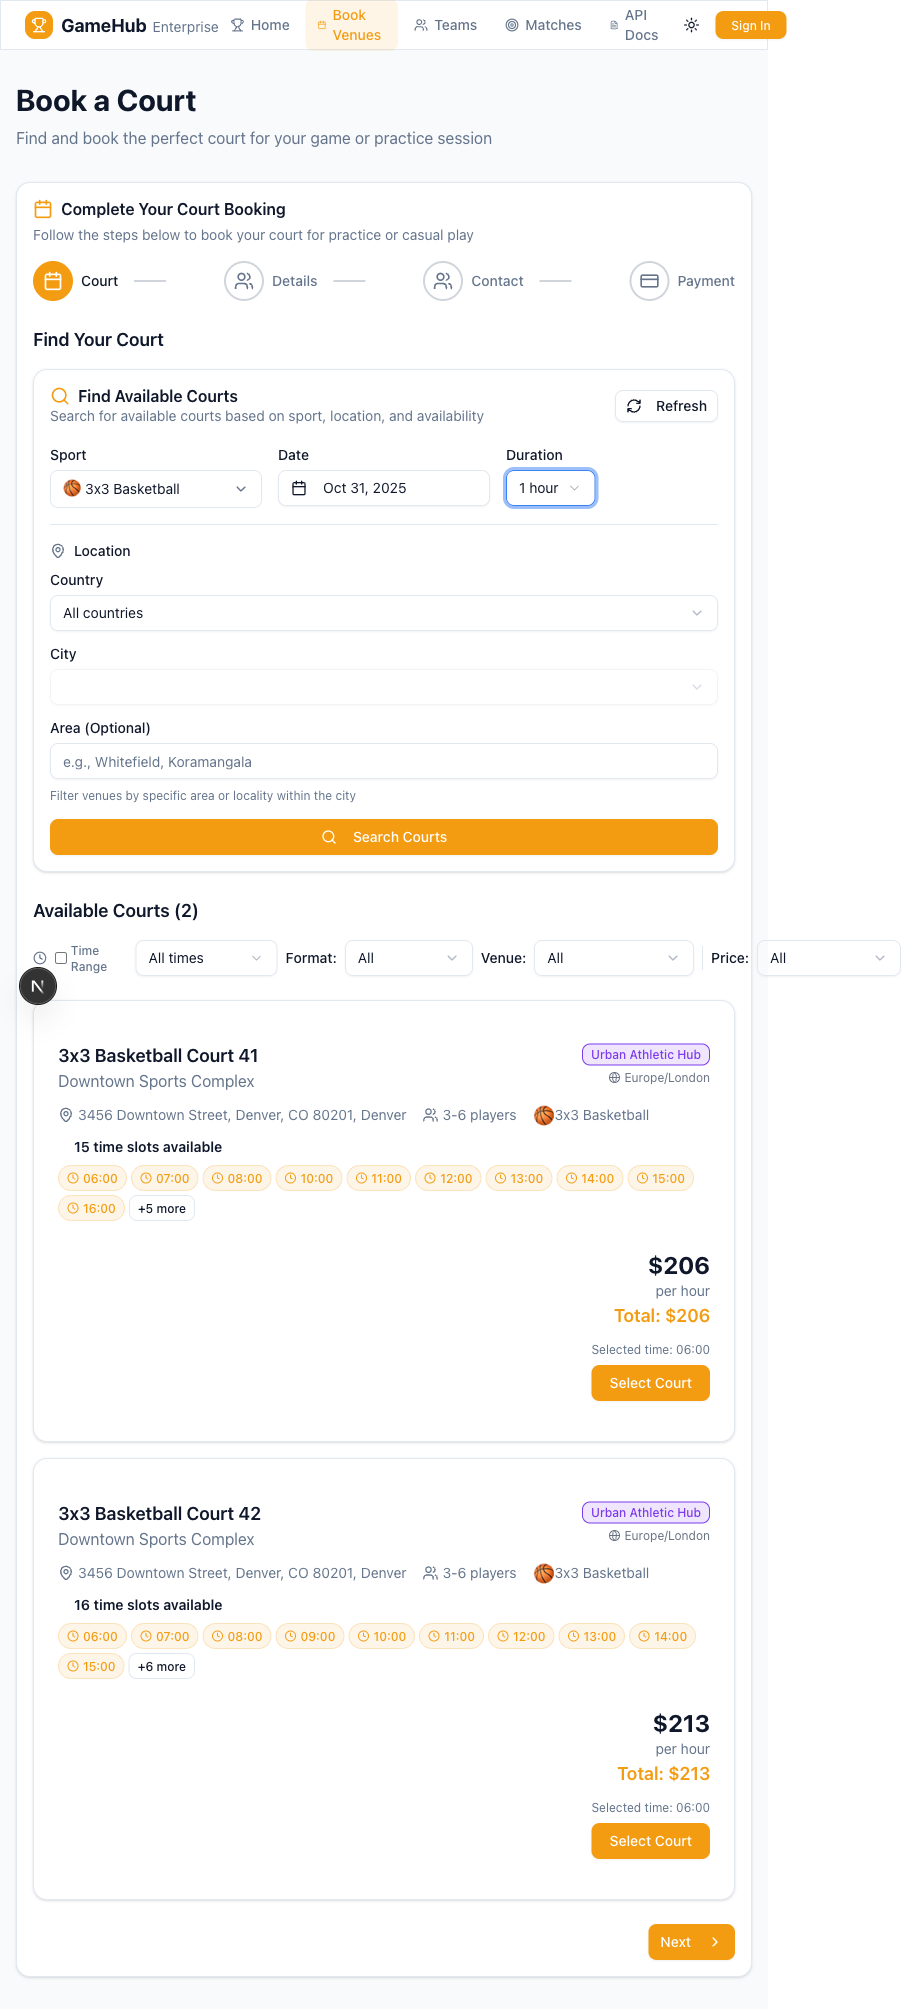 GameHub Enterprise
Home
Book
Venues
Teams
Matches
API
Docs
Sign In
Book a Court
Find and book the perfect court for your game or practice session
Complete Your Court Booking
Follow the steps below to book your court for practice or casual play
Court
Details
Contact
Payment
Find Your Court
Find Available Courts
Search for available courts based on sport, location, and availability
Refresh
Sport
Date
Duration
3x3 Basketball
Oct 31, 2025
1 hour
Location
Country
All countries
City
Area (Optional)
e.g., Whitefield, Koramangala
Filter venues by specific area or locality within the city
Search Courts
Available Courts (2)
Time
Range
All times
Format:
All
Venue:
All
Price:
All
N
3x3 Basketball Court 41
Urban Athletic Hub
Downtown Sports Complex
Europe/London
3456 Downtown Street, Denver, CO 80201, Denver
3-6 players
3x3 Basketball
15 time slots available
06:00 07:00 08:00 10:00 11:00 12:00 13:00 14:00 15:00
16:00 +5 more
$206
per hour
Total: $206
Selected time: 06:00
Select Court
3x3 Basketball Court 42
Urban Athletic Hub
Downtown Sports Complex
Europe/London
3456 Downtown Street, Denver, CO 80201, Denver
3-6 players
3x3 Basketball
16 time slots available
06:00 07:00 08:00 09:00 10:00 11:00 12:00 13:00 14:00
15:00 +6 more
$213
per hour
Total: $213
Selected time: 06:00
Select Court
Next